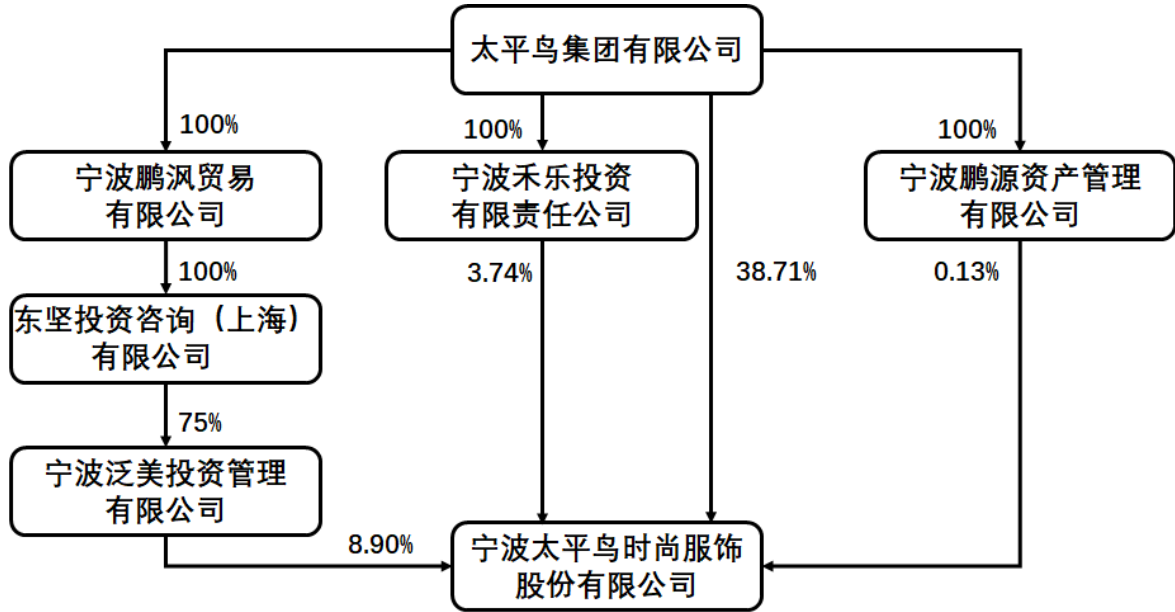 太平鸟集团有限公司
100%
100%
100%
宁波鹏沨贸易
有限公司
宁波禾乐投资
有限责任公司
宁波鹏源资产管理
有限公司
100%
3.74%
38.71%
0.13%
东坚投资咨询（上海）
有限公司
75%
宁波泛美投资管理
有限公司
8.90%
宁波太平鸟时尚服饰
股份有限公司